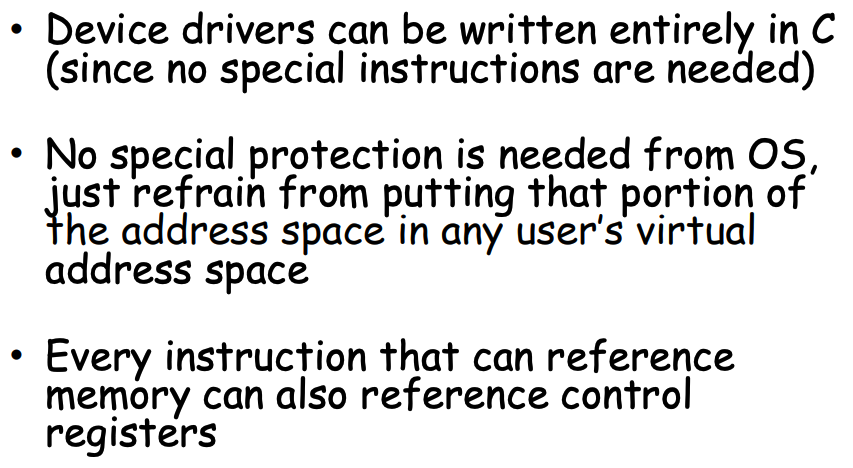 • Device drivers can be written entirely in C
(since no special instructions are needed)
• No special protection is needed from OS,
just refrain from putting that portion of
the address space in any user's virtual
address space
• Every instruction that can reference
memory can also reference control
registers